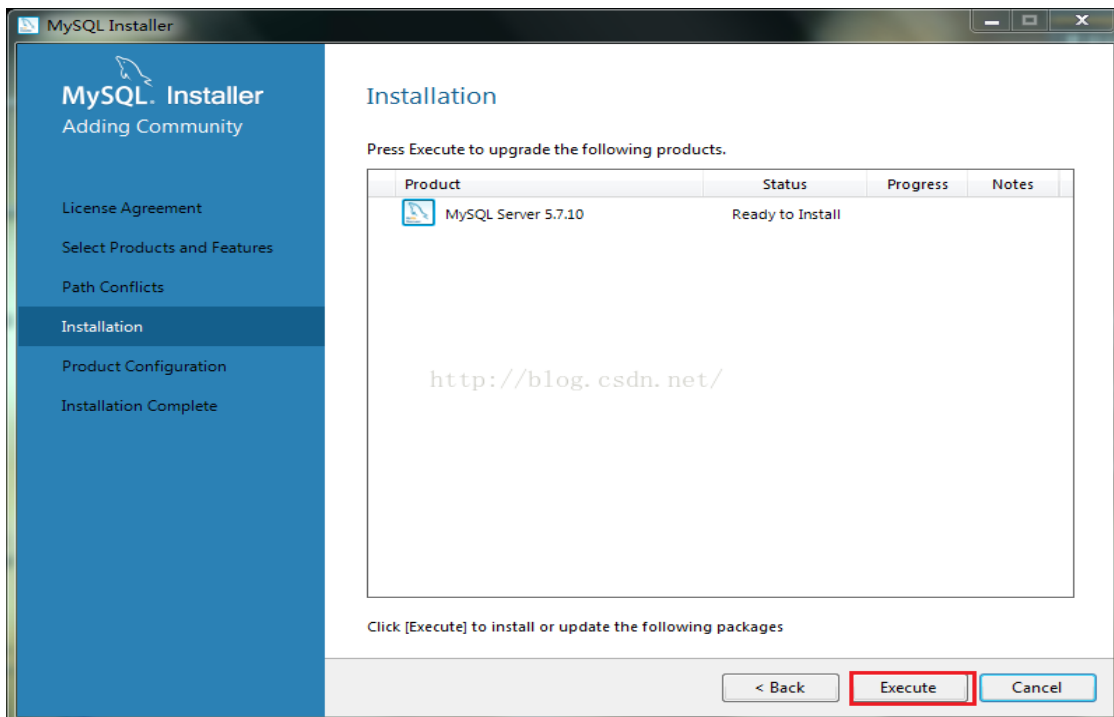 MySQL Installer
MySQL. Installer
Adding Community
License Agreement
Select Products and Features
Path Conflicts
Installation
Product Configuration
Installation Complete
Installation
Press Execute to upgrade the following products.
Product Status Progress Notes
MySQL Server 5.7.10 Ready to Install
http://blog.csdn.net/
Click [Execute] to install or update the following packages
< Back Execute Cancel